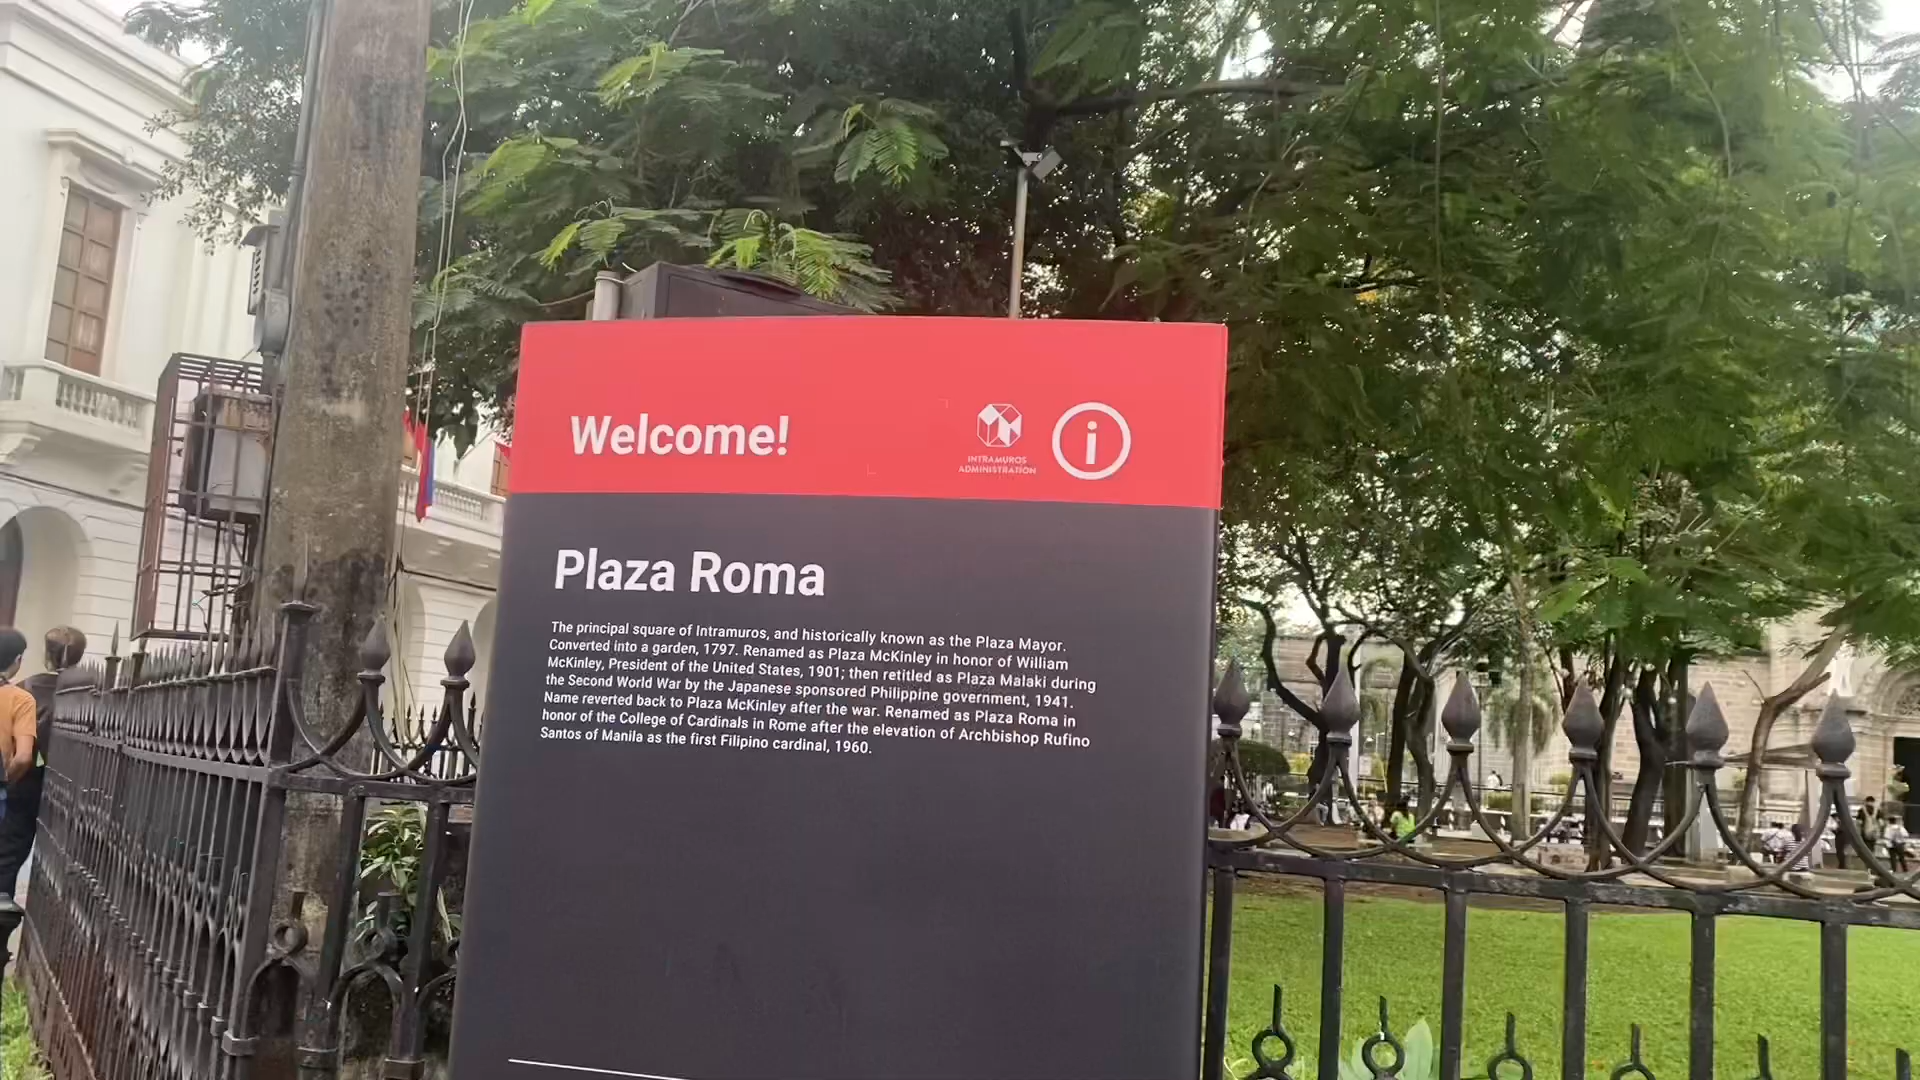 Welcome!
INTRAMUROS
ADMINISTRATION
i
Plaza Roma
The principal square of Intramuros, and historically known as the Plaza Mayor.
Converted into a garden, 1797. Renamed as Plaza McKinley in honor of William
McKinley, President of the United States, 1901; then retitled as Plaza Malaki during
the Second World War by the Japanese sponsored Philippine government, 1941.
Name reverted back to Plaza McKinley after the war. Renamed as Plaza Roma in
honor of the College of Cardinals in Rome after the elevation of Archbishop Rufino
Santos of Manila as the first Filipino cardinal, 1960.